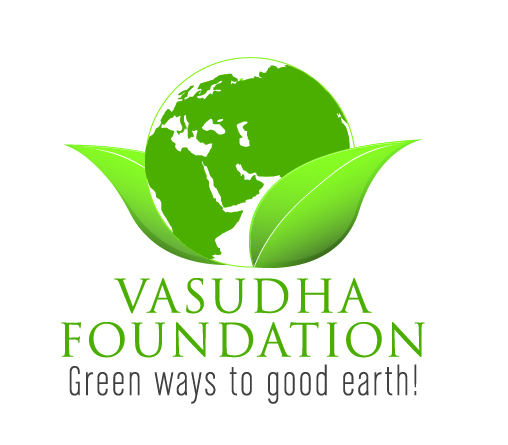 VASUDHA
FOUNDATION
Green ways to good earth!